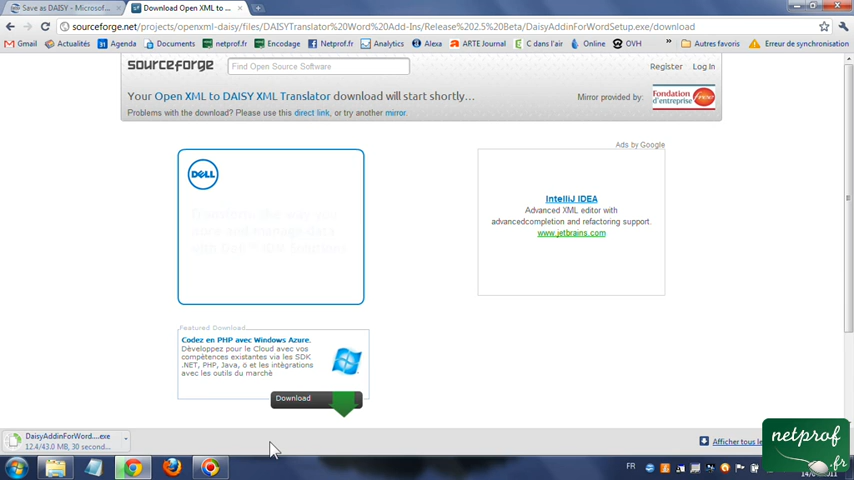 Save as DAISY - Microsof...
Download Open XML to ...
sourceforge.net/projects/openxml-daisy/files/DAISYTranslator%20Word%20Add-Ins/Release%202.5%20Beta/DaisyAddinForWordSetup.exe/download
Gmail Actualités Agenda Documents netprof.fr Encodage Netprof.fr Analytics Alexa ARTE Journal C dans l'air Online OVH » Autres favoris Erreur de synchronisation
sourceforge Find Open Source Software Register Log In
Your Open XML to DAISY XML Translator download will start shortly...
Mirror provided by: Fondation d'entreprise free
Problems with the download? Please use this direct link, or try another mirror.
Ads by Google
DELL
IntelliJ IDEA
Advanced XML editor with
advancedcompletion and refactoring support.
www.jetbrains.com
Featured Download
Codez en PHP avec Windows Azure.
Développez pour le Cloud avec vos
compétences existantes via les SDK
.NET, PHP, Java, o et les intégrations
avec les outils du marché
Download
DaisyAddinForWord....exe
12.4/43.0 MB, 30 second...
Afficher tous le
netprof
.fr
FR